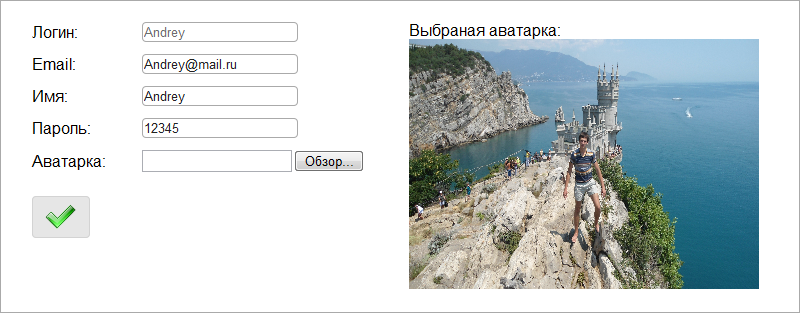 Логин: Andrey
Email: Andrey@mail.ru
Имя: Andrey
Пароль: 12345
Аватарка: Обзор...
Выбраная аватарка: